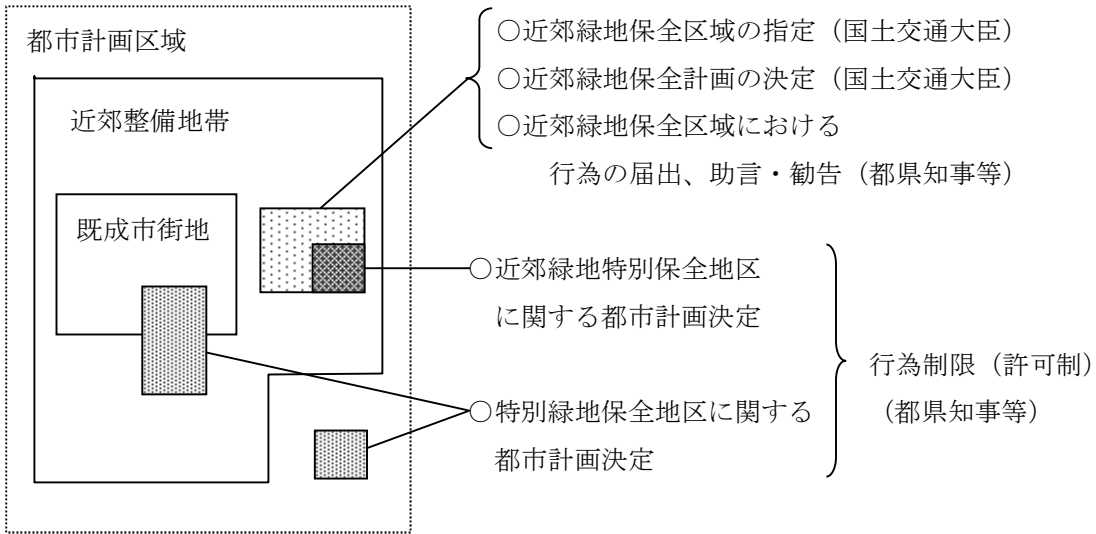 都市計画区域
近郊整備地帯
既成市街地
○近郊緑地保全区域の指定（国土交通大臣）
○近郊緑地保全計画の決定（国土交通大臣）
○近郊緑地保全区域における
行為の届出、助言・勧告（都県知事等）
○近郊緑地特別保全地区
に関する都市計画決定
○特別緑地保全地区に関する
都市計画決定
行為制限（許可制）
（都県知事等）